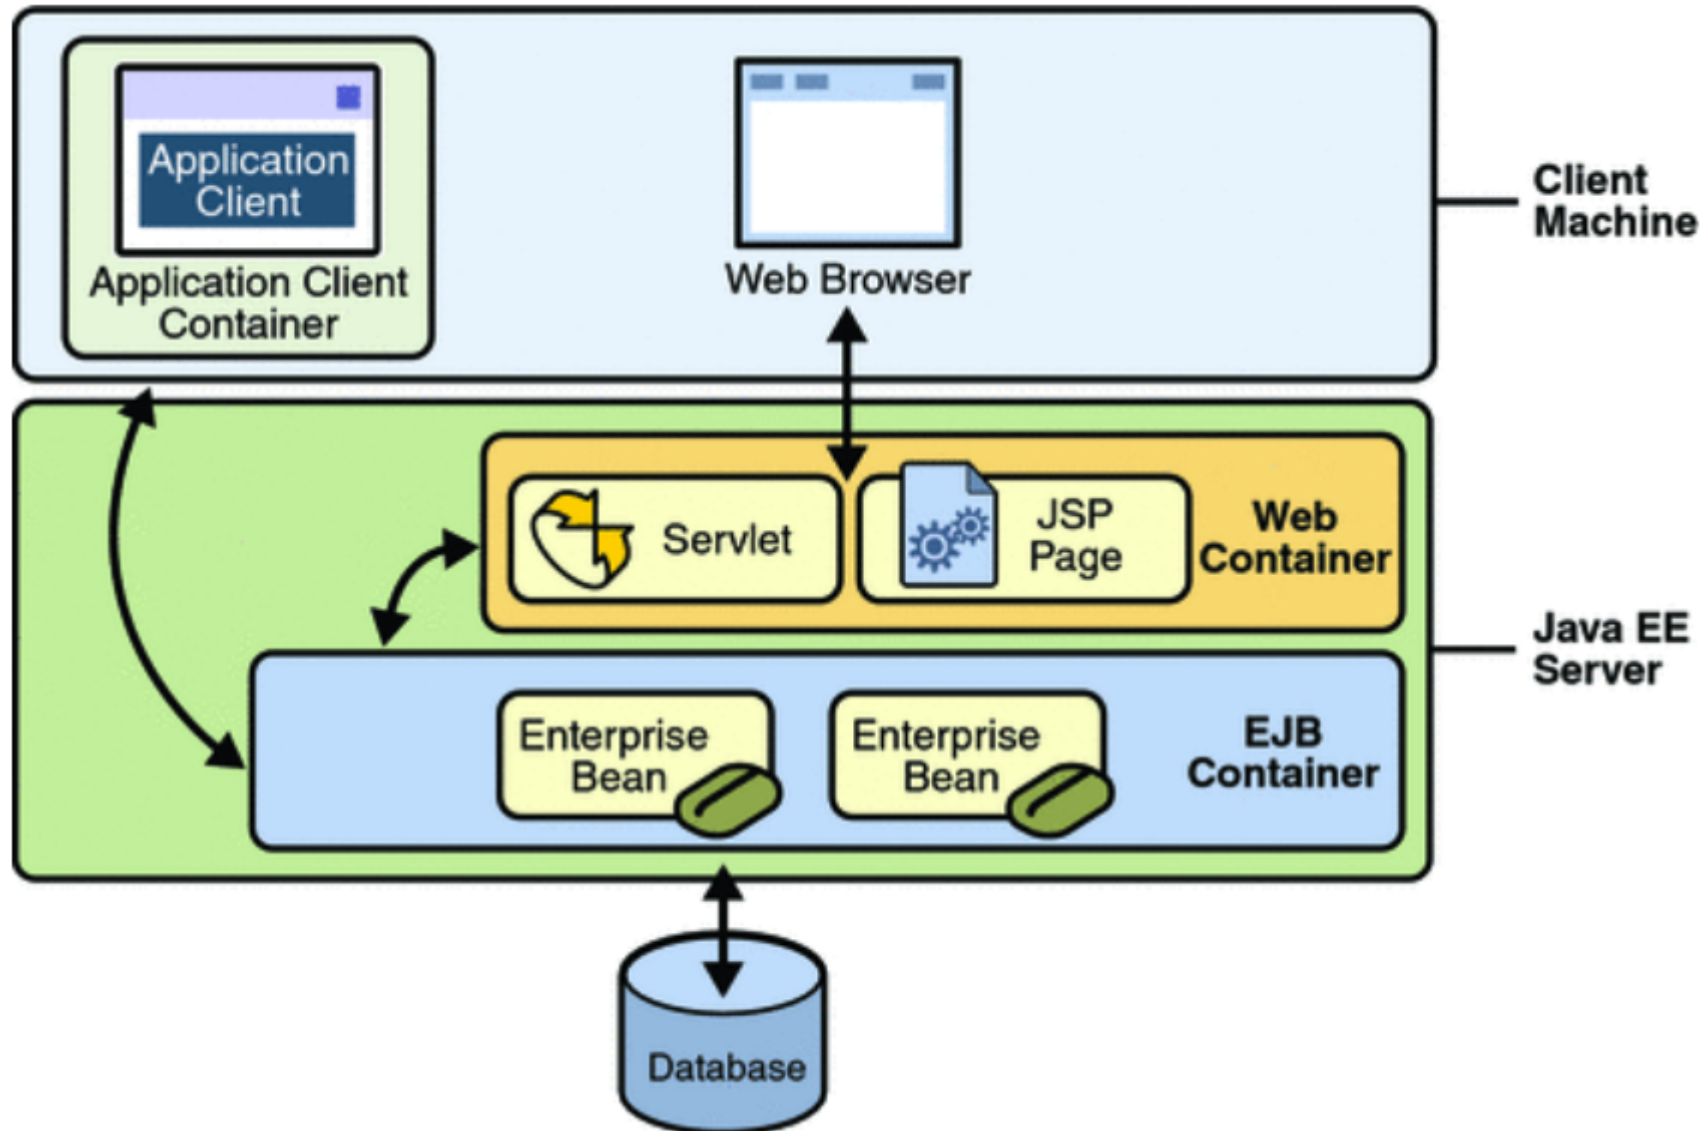 Application
Client
Application Client
Container
Web Browser
Client
Machine
Servlet
JSP
Page
Web
Container
Java EE
Server
Enterprise
Bean
Enterprise
Bean
EJB
Container
Database